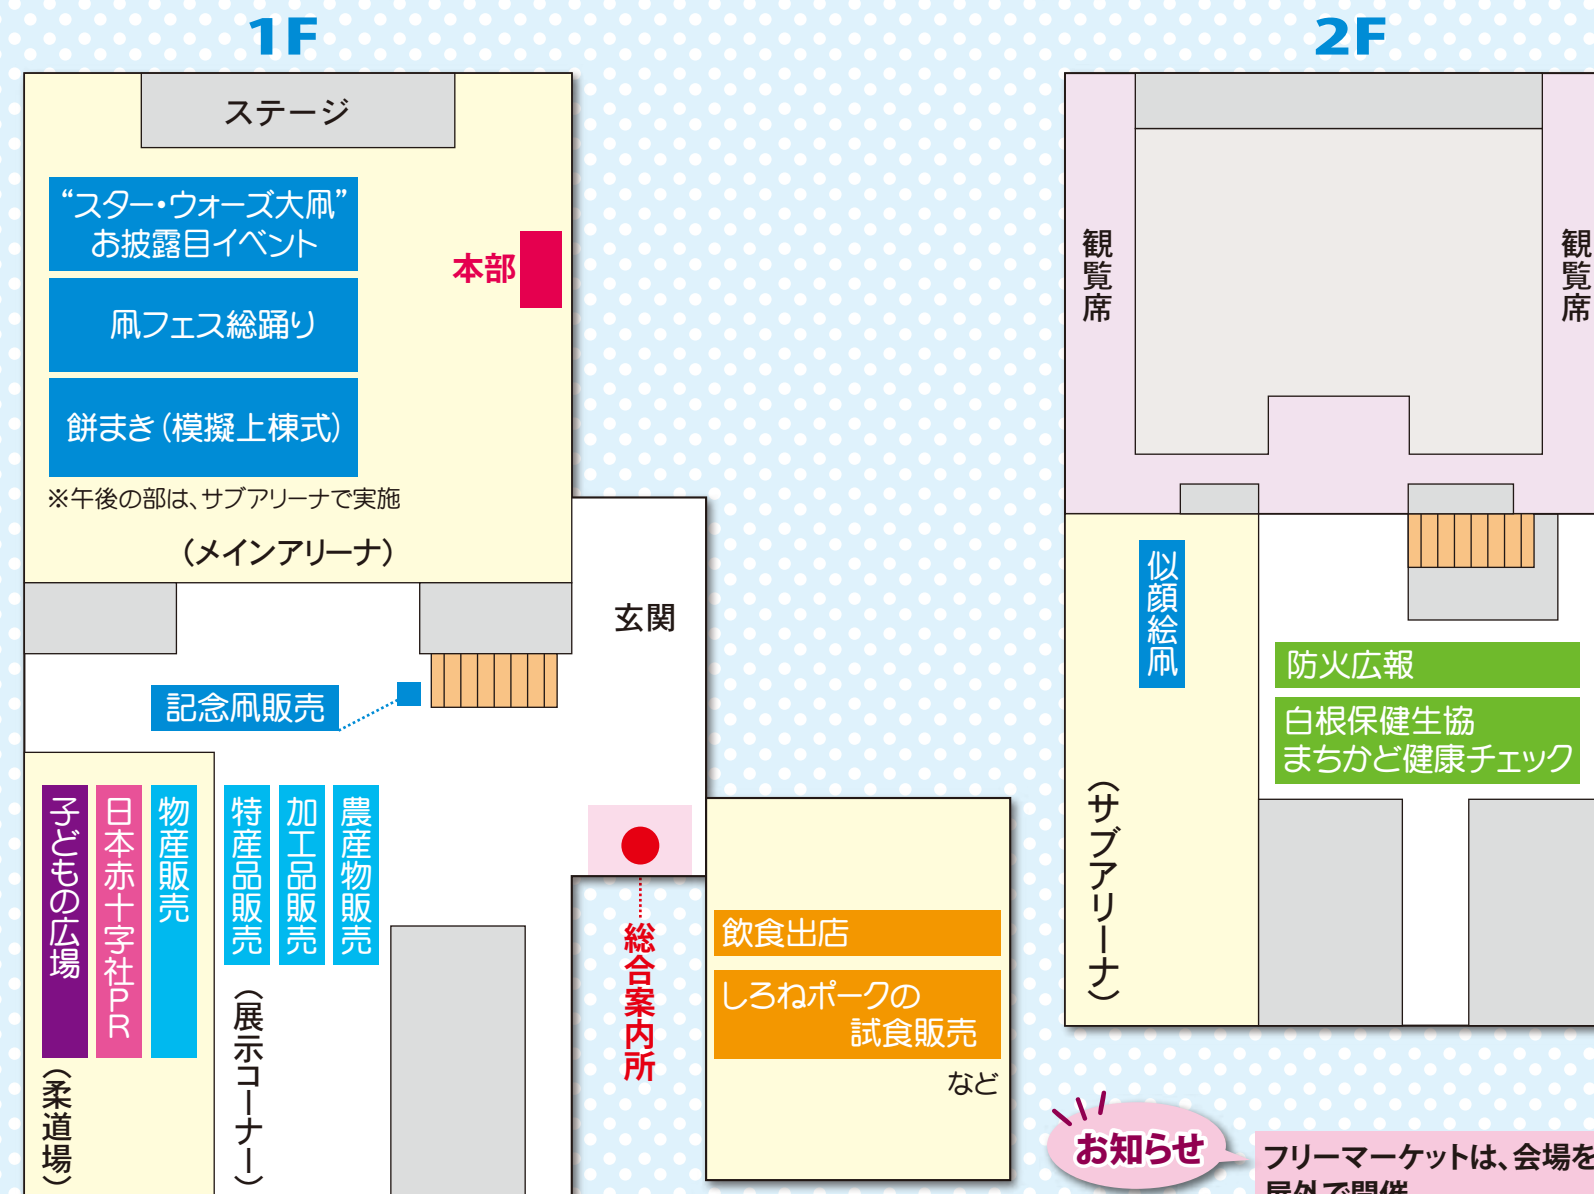 1F
ステージ
“スター・ウォーズ大凧”
お披露目イベント
本部
凧フェス総踊り
餅まき（模擬上棟式）
※午後の部は、サブアリーナで実施
（メインアリーナ）
玄関
記念凧販売
子どもの広場
日本赤十字社PR
物産販売
（柔道場）
特産品販売
加工品販売
農産物販売
（展示コーナー）
総合案内所
飲食出店
しろねポークの
試食販売
など
2F
観覧席
観覧席
似顔絵凧
（サブアリーナ）
防火広報
白根保健生協
まちかど健康チェック
お知らせ
フリーマーケットは、会場を
屋外で開催